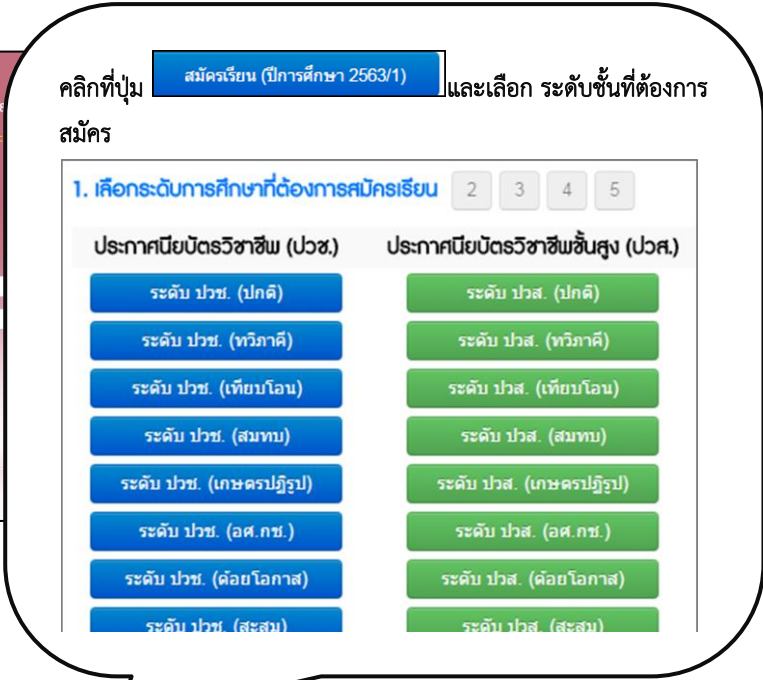 คลิกที่ปุ่ม สมัครเรียน (ปีการศึกษา 2563/1) และเลือก ระดับชั้นที่ต้องการ
สมัคร
1. เลือกระดับการศึกษาที่ต้องการสมัครเรียน 2 3 4 5
ประกาศนียบัตรวิชาชีพ (ปวช.) ประกาศนียบัตรวิชาชีพชั้นสูง (ปวส.)
ระดับ ปวช. (ปกติ) ระดับ ปวส. (ปกติ)
ระดับ ปวช. (ทวิภาคี) ระดับ ปวส. (ทวิภาคี)
ระดับ ปวช. (เทียบโอน) ระดับ ปวส. (เทียบโอน)
ระดับ ปวช. (สมทบ) ระดับ ปวส. (สมทบ)
ระดับ ปวช. (เกษตรปฏิรูป) ระดับ ปวส. (เกษตรปฏิรูป)
ระดับ ปวช. (อศ.กช.) ระดับ ปวส. (อศ.กช.)
ระดับ ปวช. (ด้อยโอกาส) ระดับ ปวส. (ด้อยโอกาส)
ระดับ ปวช. (สะสม) ระดับ ปวส. (สะสม)